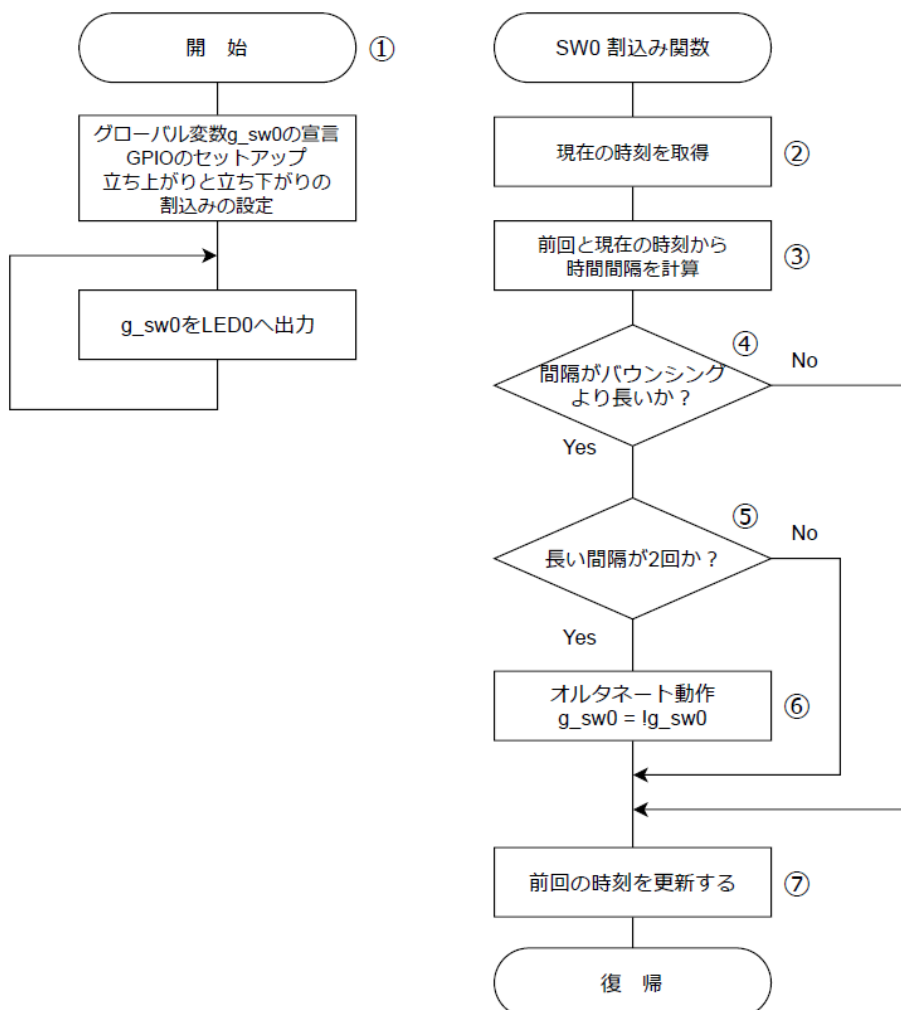 開　始
①
グローバル変数g_sw0の宣言
GPIOのセットアップ
立ち上がりと立ち下がりの
割込みの設定
g_sw0をLED0へ出力
SW0 割込み関数
現在の時刻を取得
②
前回と現在の時刻から
時間間隔を計算
③
間隔がバウンシング
より長いか？
④
No
Yes
長い間隔が2回か？
⑤
No
Yes
オルタネート動作
g_sw0 = !g_sw0
⑥
前回の時刻を更新する
⑦
復　帰